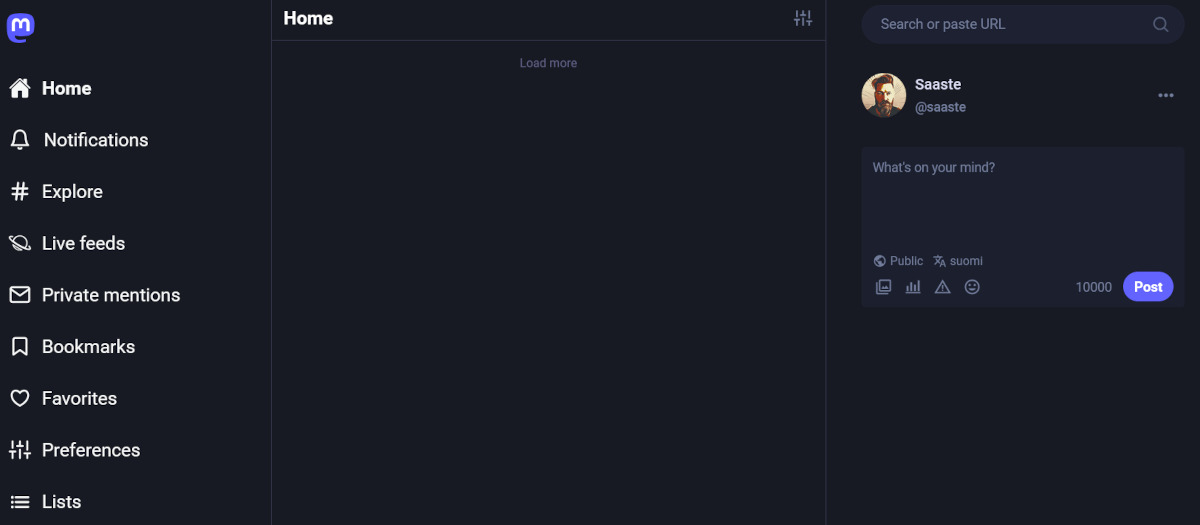 Home
Notifications
Explore
Live feeds
Private mentions
Bookmarks
Favorites
Preferences
Lists
Home
Load more
Search or paste URL
Saaste
@saaste
What's on your mind?
Public suomi
10000 Post